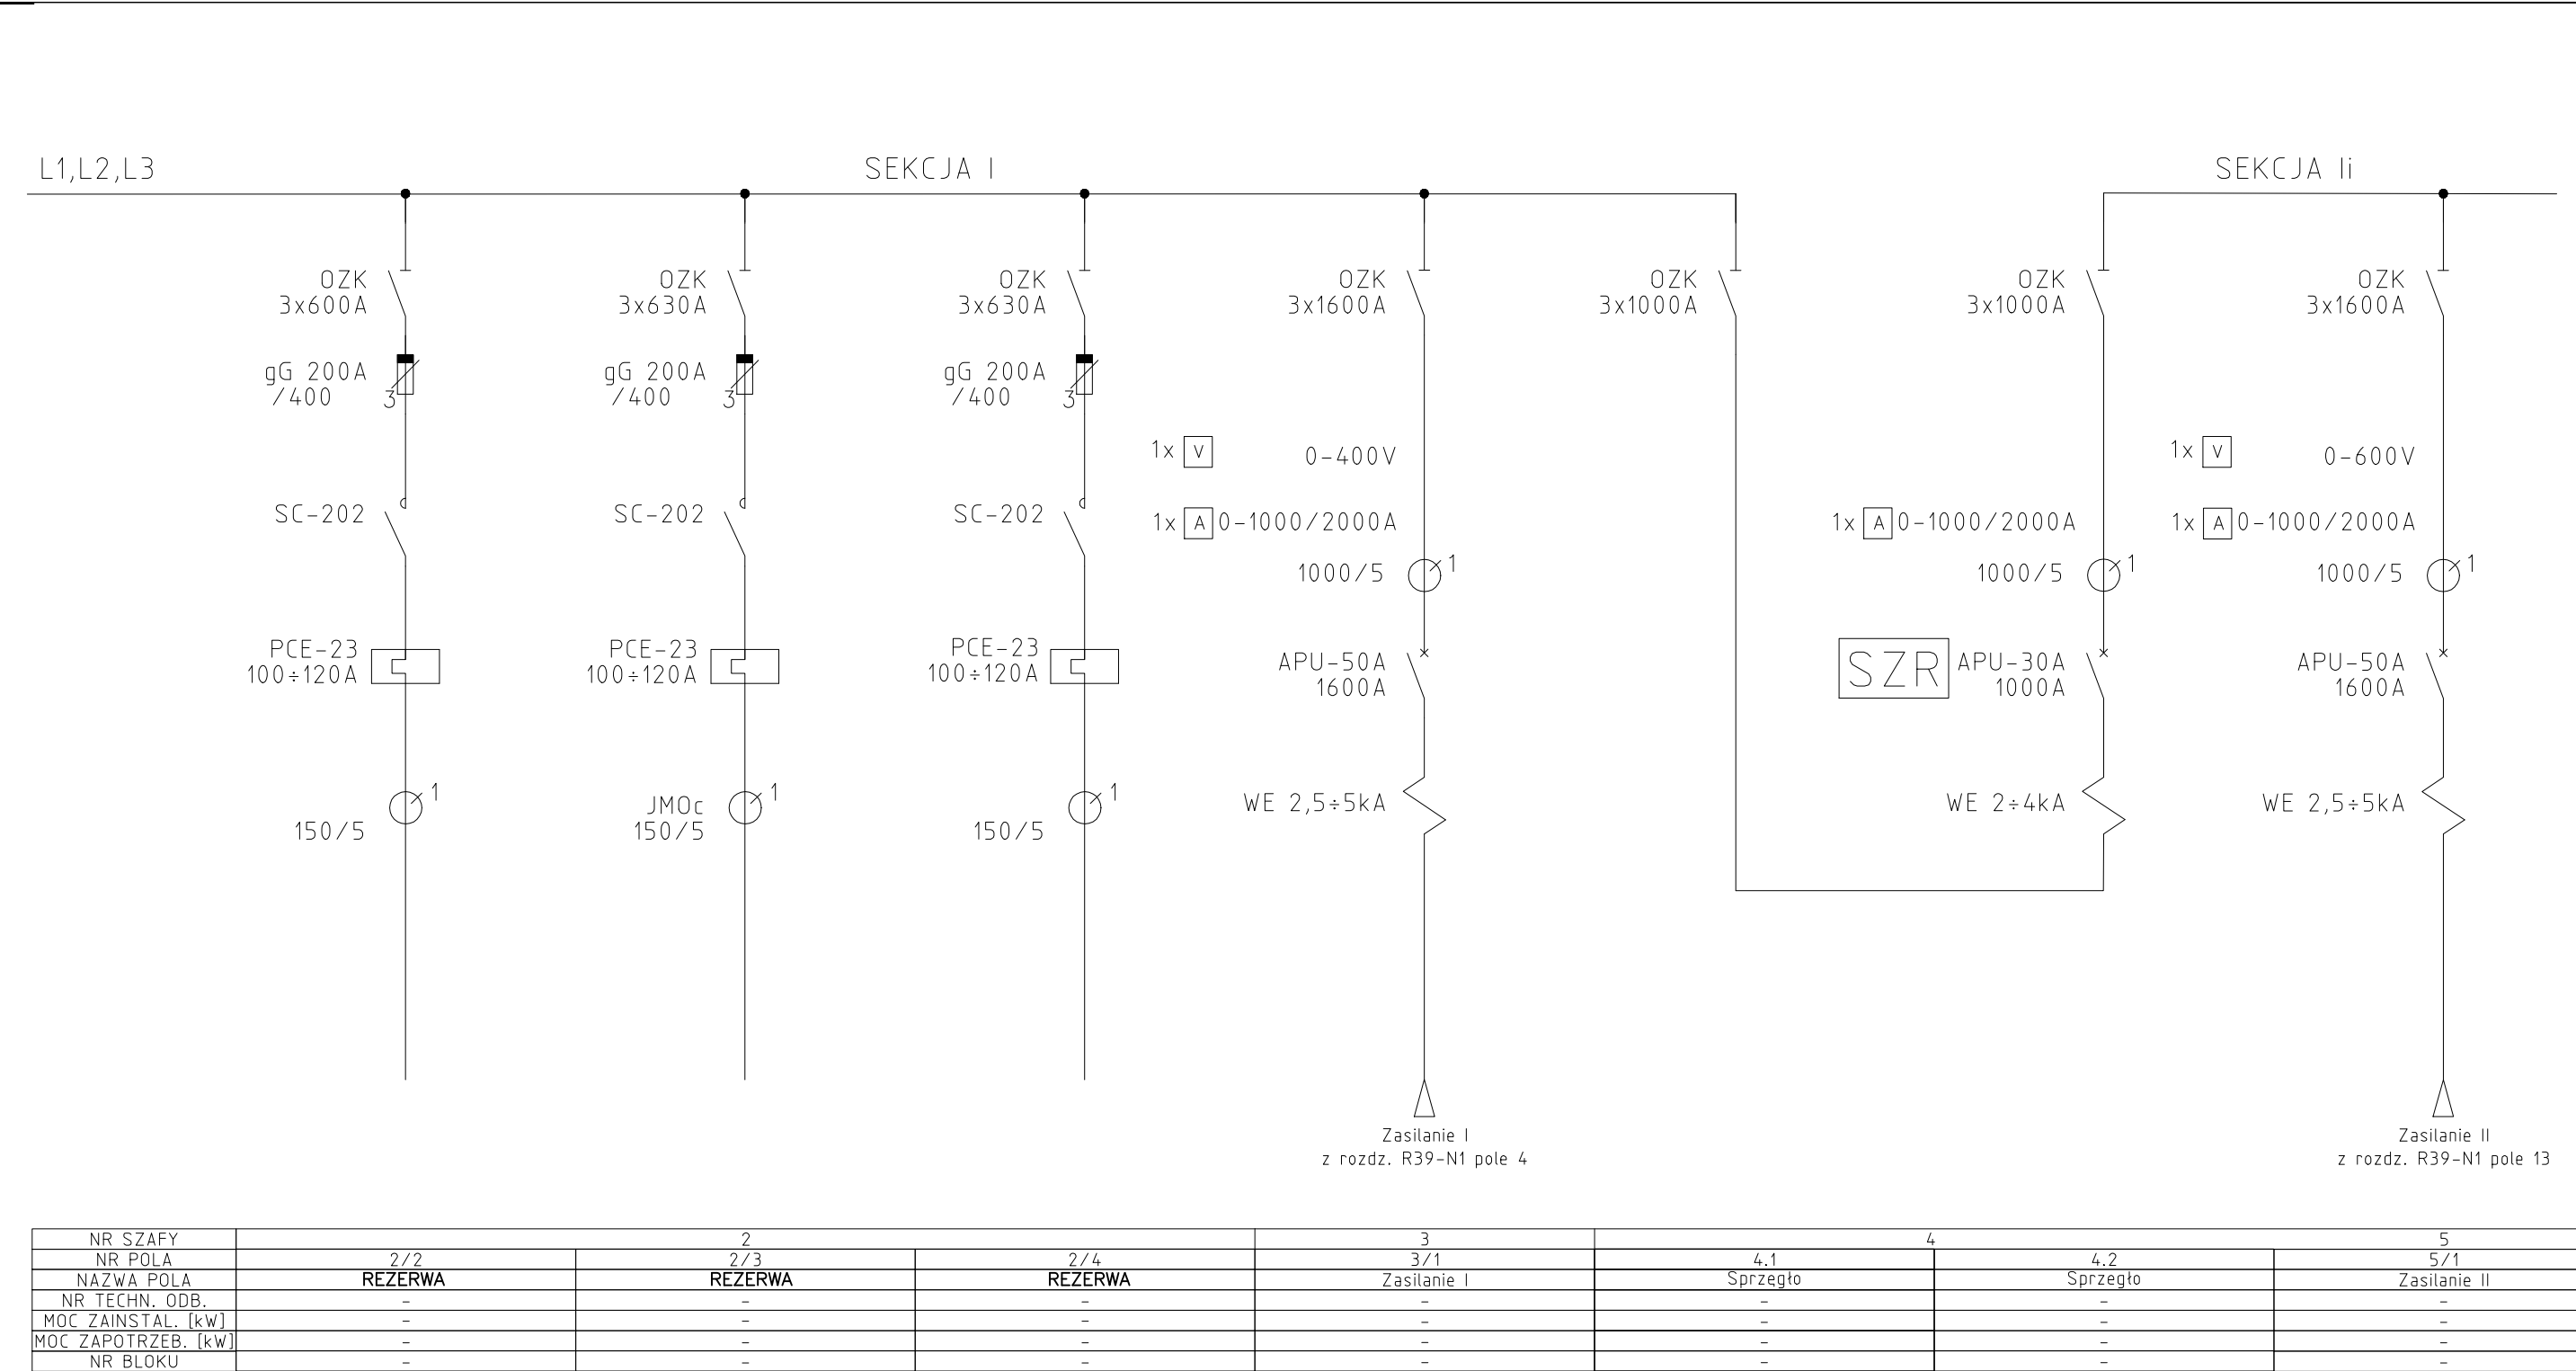 L1,L2,L3
SEKCJA I
SEKCJA Ii
OZK
3x600A
gG 200A
/400
3
SC-202
PCE-23
100÷120A
1
150/5
OZK
3x630A
gG 200A
/400
3
SC-202
PCE-23
100÷120A
1
JMOc
150/5
OZK
3x630A
gG 200A
/400
3
SC-202
PCE-23
100÷120A
1
150/5
OZK
3x1600A
1x V 0-400V
1x A 0-1000/2000A
1000/5 1
APU-50A
1600A
WE 2,5÷5kA
Zasilanie I
z rozdz. R39-N1 pole 4
OZK
3x1000A
OZK
3x1000A
1x A 0-1000/2000A
1000/5 1
SZR
APU-30A
1000A
WE 2÷4kA
OZK
3x1600A
1x V 0-600V
1x A 0-1000/2000A
1000/5 1
APU-50A
1600A
WE 2,5÷5kA
Zasilanie II
z rozdz. R39-N1 pole 13
NR SZAFY 2 3 4 5
NR POLA 2/2 2/3 2/4 3/1 4.1 4.2 5/1
NAZWA POLA REZERWA REZERWA REZERWA Zasilanie I Sprzęgło Sprzęgło Zasilanie II
NR TECHN. ODB. - - - - - - -
MOC ZAINSTAL. [kW] - - - - - - -
MOC ZAPOTRZEB. [kW] - - - - - - -
NR BLOKU - - - - - - -